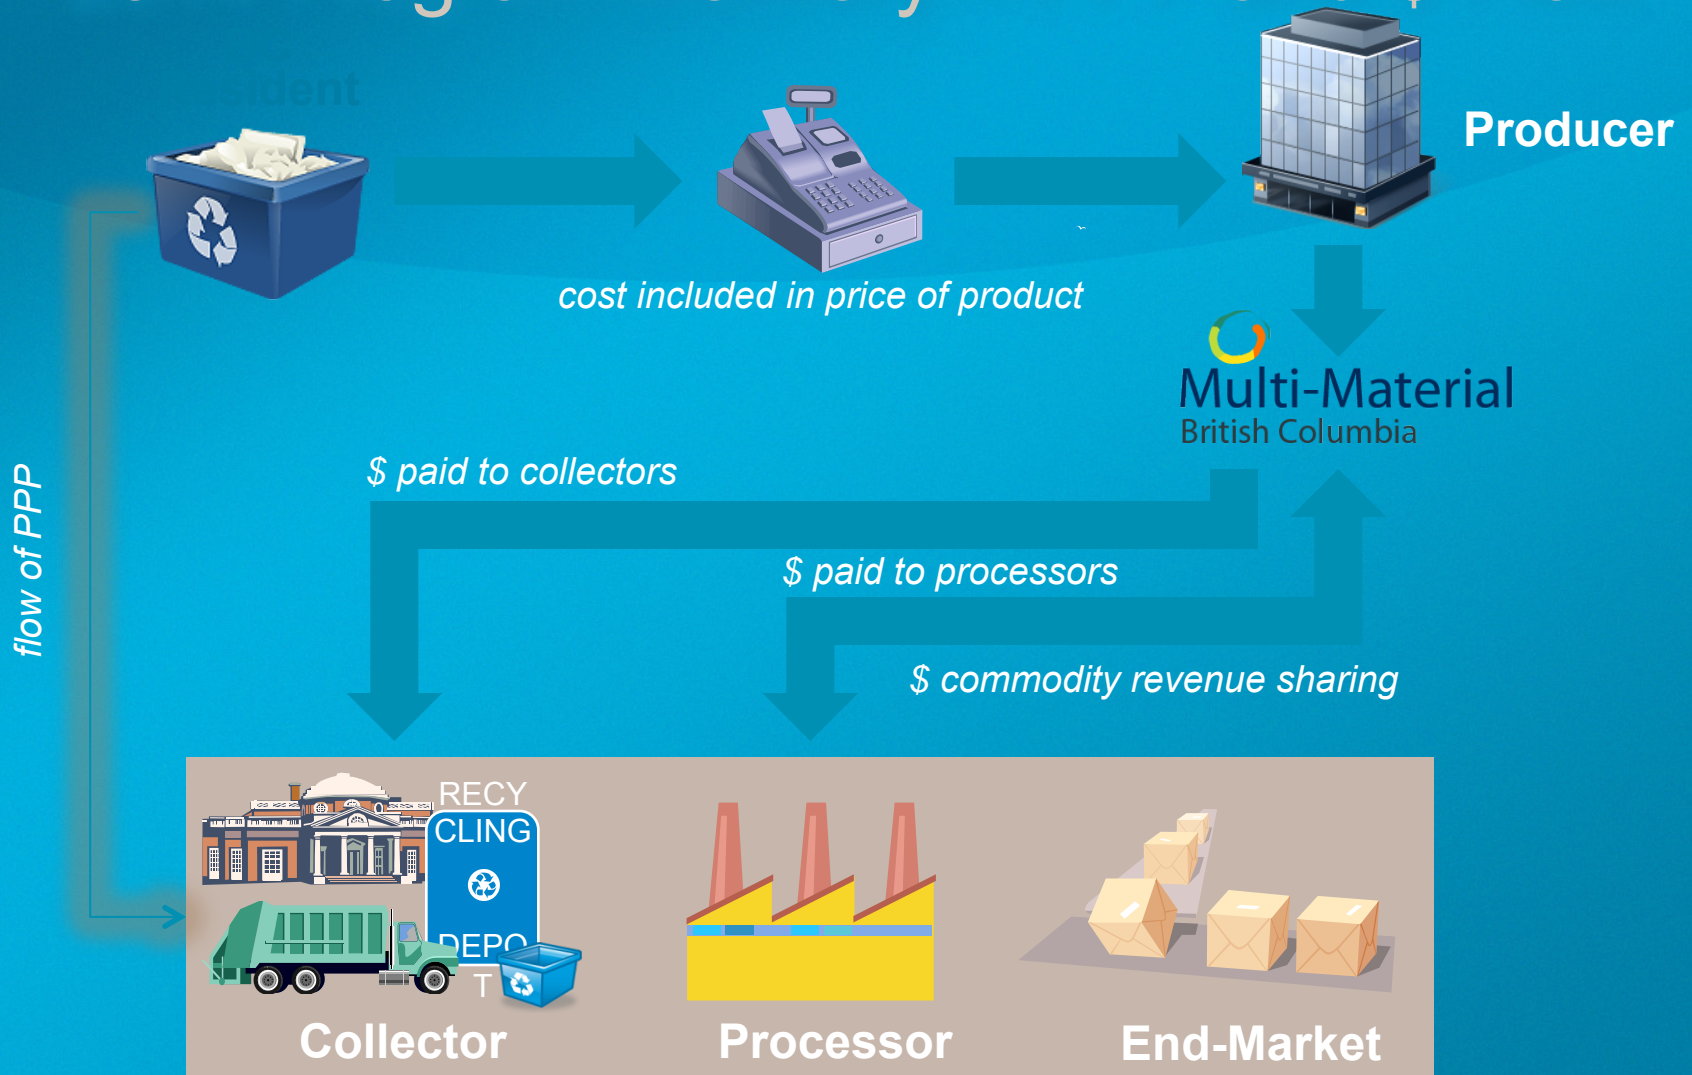 Producer
cost included in price of product
Multi-Material
British Columbia
$ paid to collectors
flow of PPP
$ paid to processors
$ commodity revenue sharing
RECY
CLING
DEPO
T
Collector
Processor
End-Market